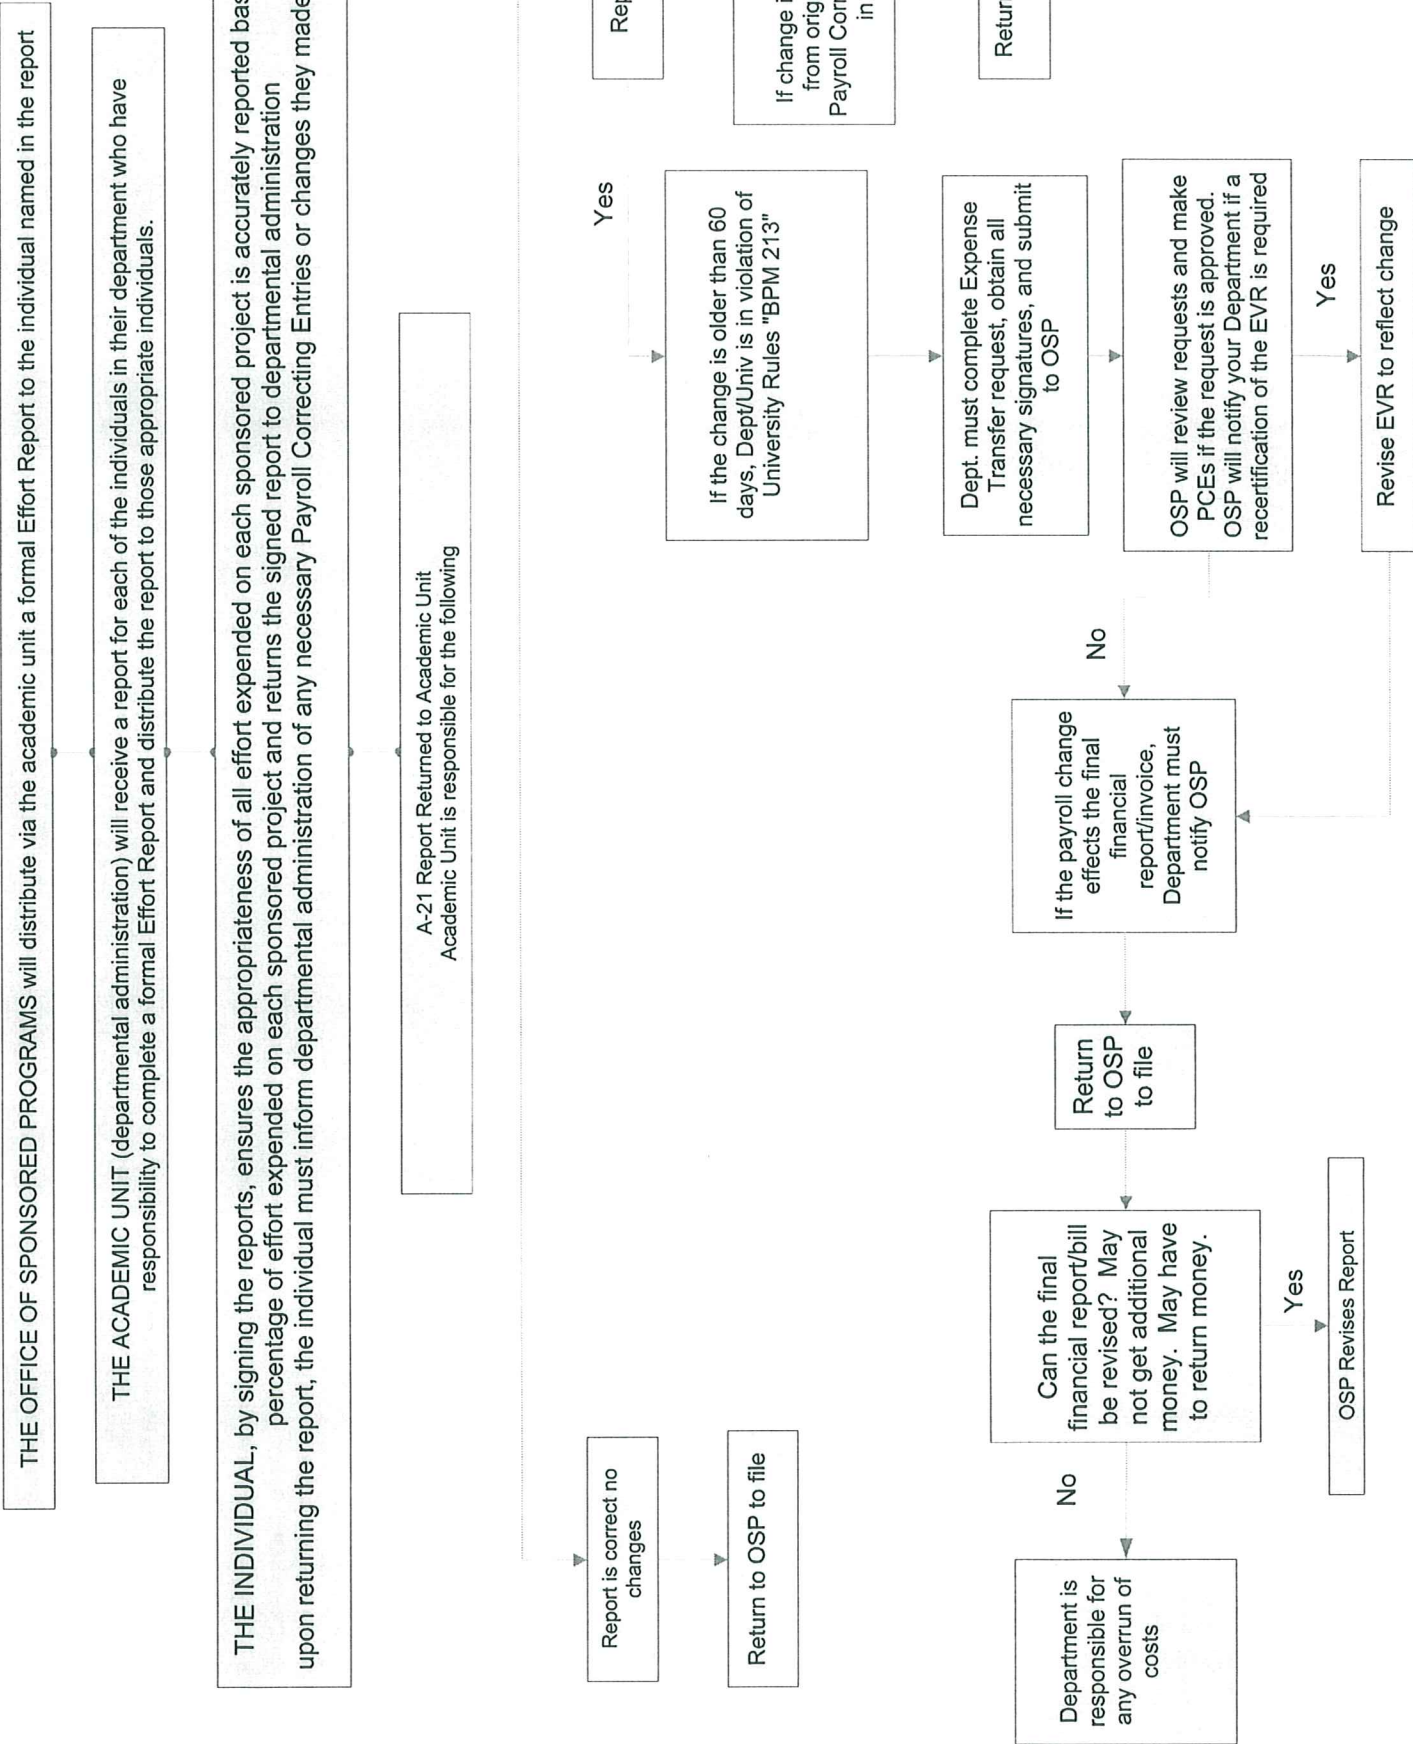 THE OFFICE OF SPONSORED PROGRAMS will distribute via the academic unit a formal Effort Report to the individual named in the report
THE ACADEMIC UNIT (departmental administration) will receive a report for each of the individuals in their department who have
responsibility to complete a formal Effort Report and distribute the report to those appropriate individuals.
THE INDIVIDUAL, by signing the reports, ensures the appropriateness of all effort expended on each sponsored project is accurately reported bas
percentage of effort expended on each sponsored project and returns the signed report to departmental administration
upon returning the report, the individual must inform departmental administration of any necessary Payroll Correcting Entries or changes they made
A-21 Report Returned to Academic Unit
Academic Unit is responsible for the following
Report is correct no
changes
Return to OSP to file
Rep
Yes
If the change is older than 60
days, Dept/Univ is in violation of
University Rules "BPM 213"
If change i
from orig
Payroll Cor
in
Dept. must complete Expense
Transfer request, obtain all
necessary signatures, and submit
to OSP
Retur
OSP will review requests and make
PCEs if the request is approved.
OSP will notify your Department if a
recertification of the EVR is required
Yes
Revise EVR to reflect change
No
If the payroll change
effects the final
financial
report/invoice,
Department must
notify OSP
Return
to OSP
to file
Can the final
financial report/bill
be revised? May
not get additional
money. May have
to return money.
Yes
OSP Revises Report
No
Department is
responsible for
any overrun of
costs